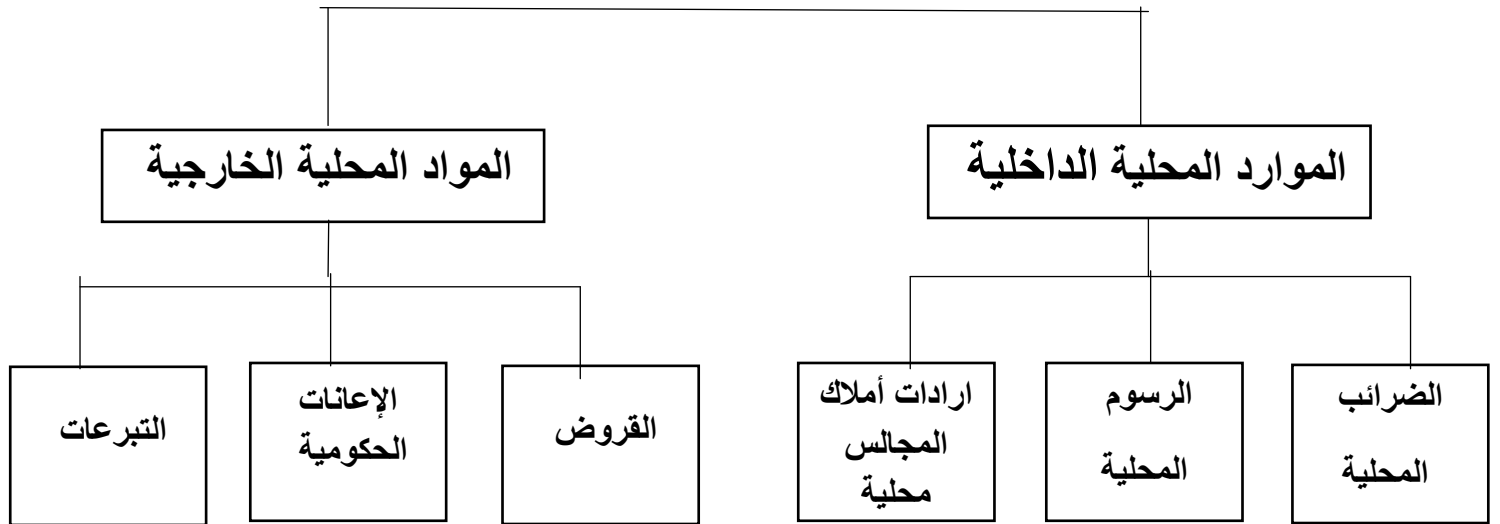 الموارد المحلية الداخلية
المواد المحلية الخارجية
الضرائب
المحلية
الرسوم
المحلية
ارادات أملاك
المجالس
محلية
القروض
الإعانات
الحكومية
التبرعات